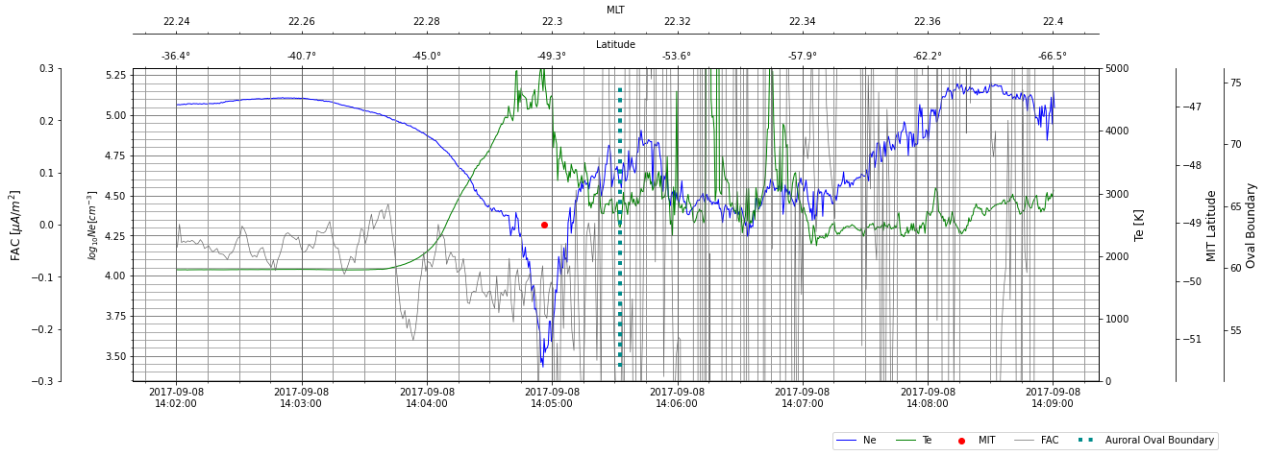 MLT
22.24 22.26 22.28 22.3 22.32 22.34 22.36 22.4
Latitude
-36.4° -40.7° -45.0° -49.3° -53.6° -57.9° -62.2° -66.5°
FAC [μA/m²]
0.3
0.2
0.1
0.0
−0.1
−0.2
−0.3
log₁₀Ne[cm⁻³]
5.25
5.00
4.75
4.50
4.25
4.00
3.75
3.50
Te [K]
5000
4000
3000
2000
1000
0
MIT Latitude
−47
−48
−49
−50
−51
Oval Boundary
75
70
65
60
55
2017-09-08 2017-09-08 2017-09-08 2017-09-08 2017-09-08 2017-09-08 2017-09-08 2017-09-08
14:02:00 14:03:00 14:04:00 14:05:00 14:06:00 14:07:00 14:08:00 14:09:00
Ne Te MIT FAC Auroral Oval Boundary